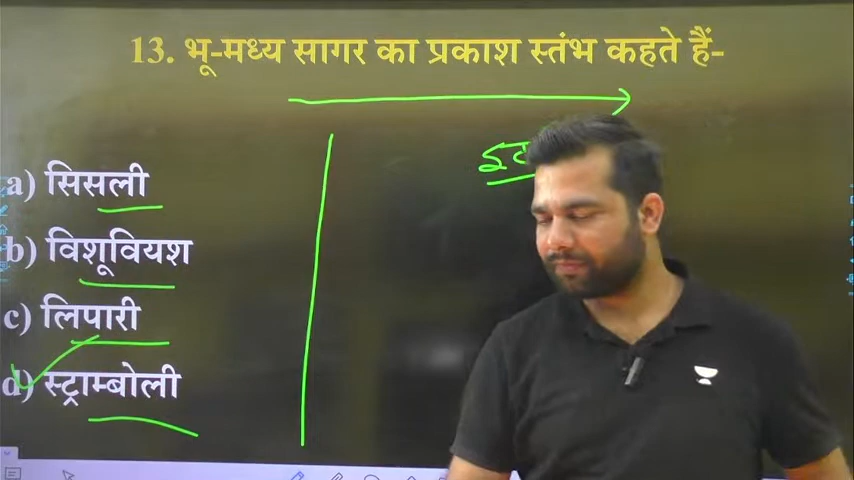 13. भू-मध्य सागर का प्रकाश स्तंभ कहते हैं-
a) सिसली
b) विशूवियश
c) लिपारी
d) स्ट्राम्बोली